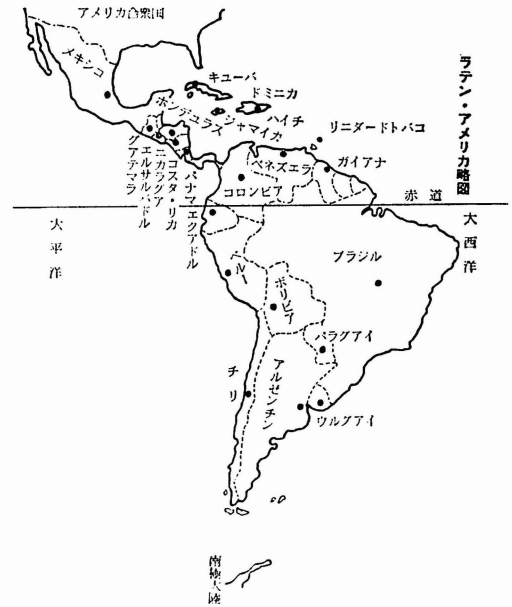 ラテン・アメリカ略図
アメリカ合衆国
メキシコ
キューバ
ドミニカ
ハイチ
ジャマイカ
ホンデュラス
リニダードトバコ
グアテマラ
エルサルバドル
ニカラグア
コスタ・リカ
パナマ
エクアドル
ベネズエラ
ガイアナ
コロンビア
赤道
大平洋
大西洋
ブラジル
ペルー
ボリビア
パラグアイ
チリ
アルゼンチン
ウルグアイ
南極大陸